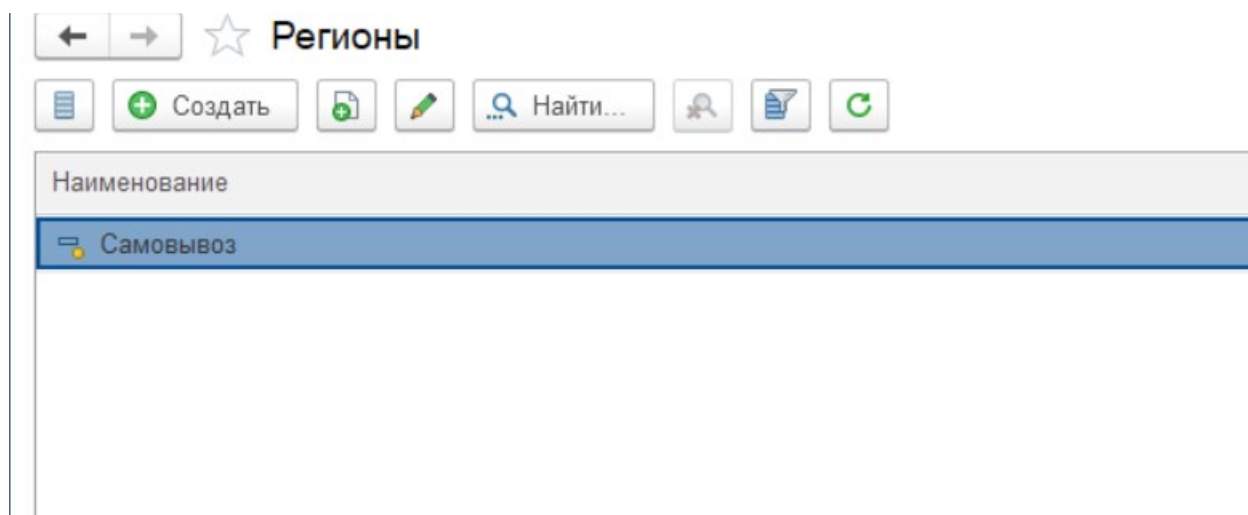 Регионы
Создать Найти...
Наименование
Самовывоз